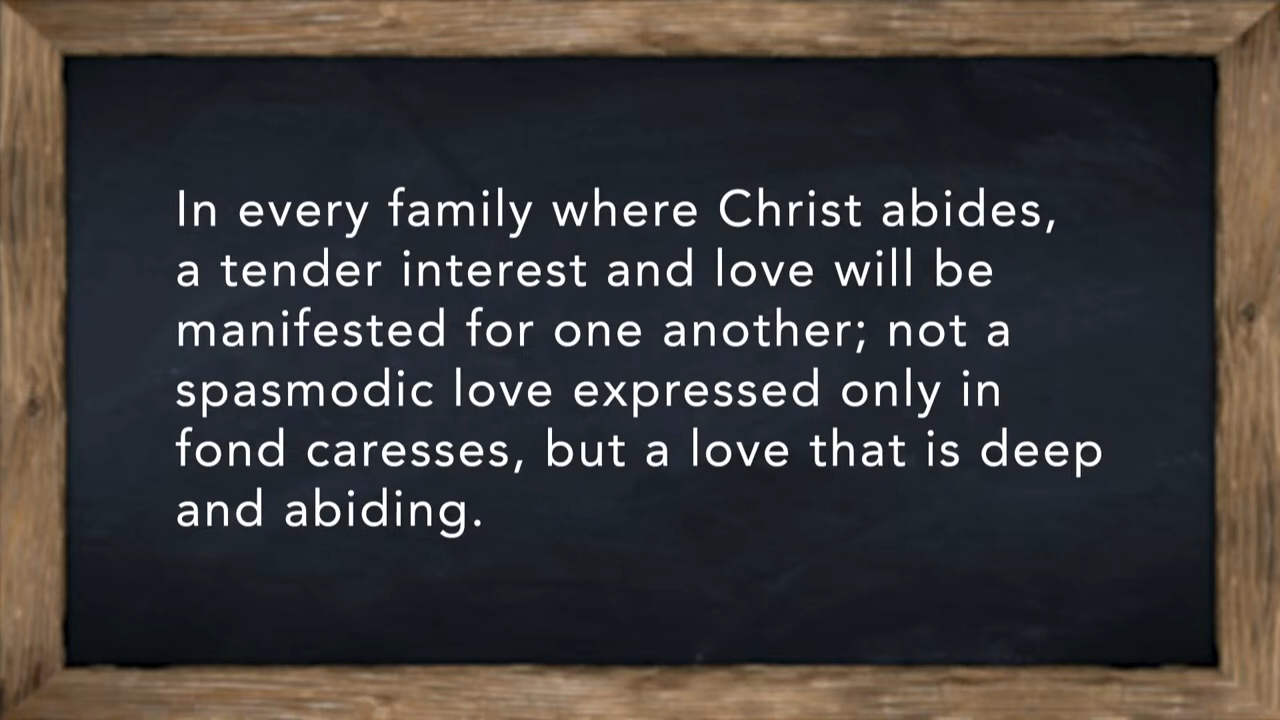 In every family where Christ abides,
a tender interest and love will be
manifested for one another; not a
spasmodic love expressed only in
fond caresses, but a love that is deep
and abiding.